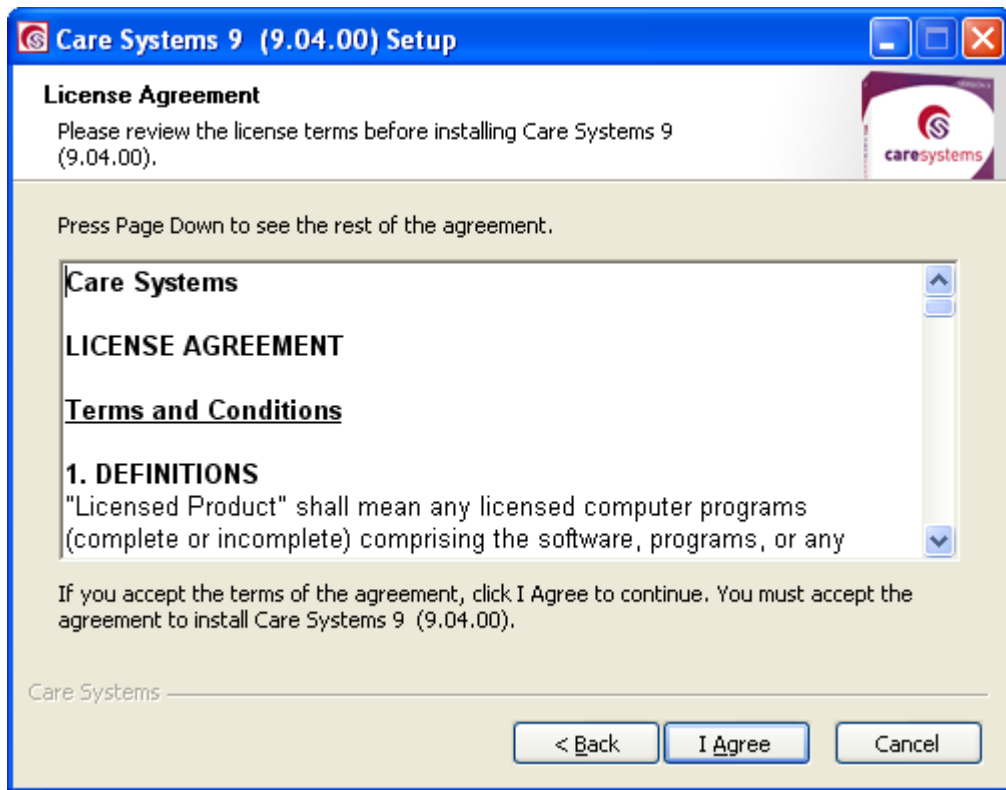 Care Systems 9  (9.04.00) Setup
License Agreement
Please review the license terms before installing Care Systems 9
(9.04.00).
caresystems
Press Page Down to see the rest of the agreement.
Care Systems
LICENSE AGREEMENT
Terms and Conditions
1. DEFINITIONS
"Licensed Product" shall mean any licensed computer programs
(complete or incomplete) comprising the software, programs, or any
If you accept the terms of the agreement, click I Agree to continue. You must accept the
agreement to install Care Systems 9  (9.04.00).
Care Systems
< Back
I Agree
Cancel